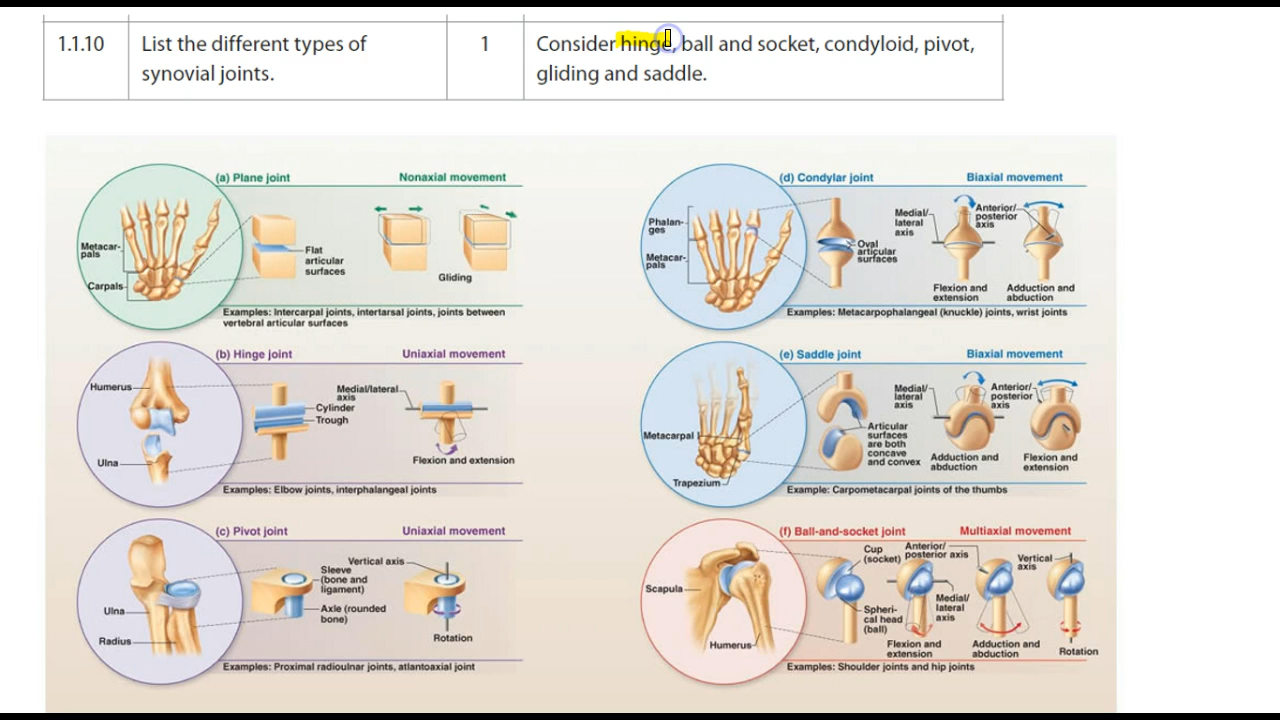 1.1.10
List the different types of
synovial joints.
1
Consider hinge, ball and socket, condyloid, pivot,
gliding and saddle.
(a) Plane joint
Nonaxial movement
Metacar-
pals
Carpals
Flat
articular
surfaces
Gliding
Examples: Intercarpal joints, intertarsal joints, joints between
vertebral articular surfaces
(b) Hinge joint
Uniaxial movement
Humerus
Ulna
Medial/lateral
axis
Cylinder
Trough
Flexion and extension
Examples: Elbow joints, interphalangeal joints
(c) Pivot joint
Uniaxial movement
Ulna
Radius
Vertical axis
Sleeve
(bone and
ligament)
Axle (rounded
bone)
Rotation
Examples: Proximal radioulnar joints, atlantoaxial joint
(d) Condylar joint
Biaxial movement
Phalan-
ges
Metacar-
pals
Oval
articular
surfaces
Medial/
lateral
axis
Anterior/
posterior
axis
Flexion and
extension
Adduction and
abduction
Examples: Metacarpophalangeal (knuckle) joints, wrist joints
(e) Saddle joint
Biaxial movement
Metacarpal I
Trapezium
Articular
surfaces
are both
concave
and convex
Medial/
lateral
axis
Anterior/
posterior
axis
Adduction and
abduction
Flexion and
extension
Example: Carpometacarpal joints of the thumbs
(f) Ball-and-socket joint
Multiaxial movement
Scapula
Humerus
Cup
(socket)
Spheri-
cal head
(ball)
Anterior/
posterior axis
Medial/
lateral
axis
Vertical
axis
Flexion and
extension
Adduction and
abduction
Rotation
Examples: Shoulder joints and hip joints